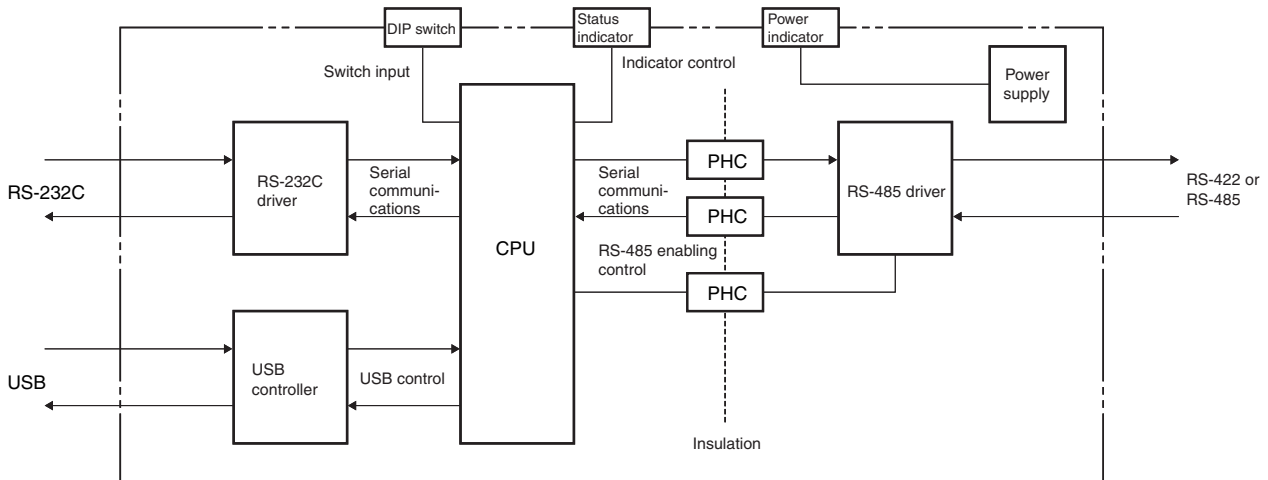 DIP switch
Status
indicator
Power
indicator
Switch input
Indicator control
Power
supply
RS-232C
RS-232C
driver
Serial
communi-
cations
CPU
Serial
communi-
cations
PHC
PHC
RS-485 enabling
control
PHC
RS-485 driver
RS-422 or
RS-485
USB
USB
controller
USB control
Insulation